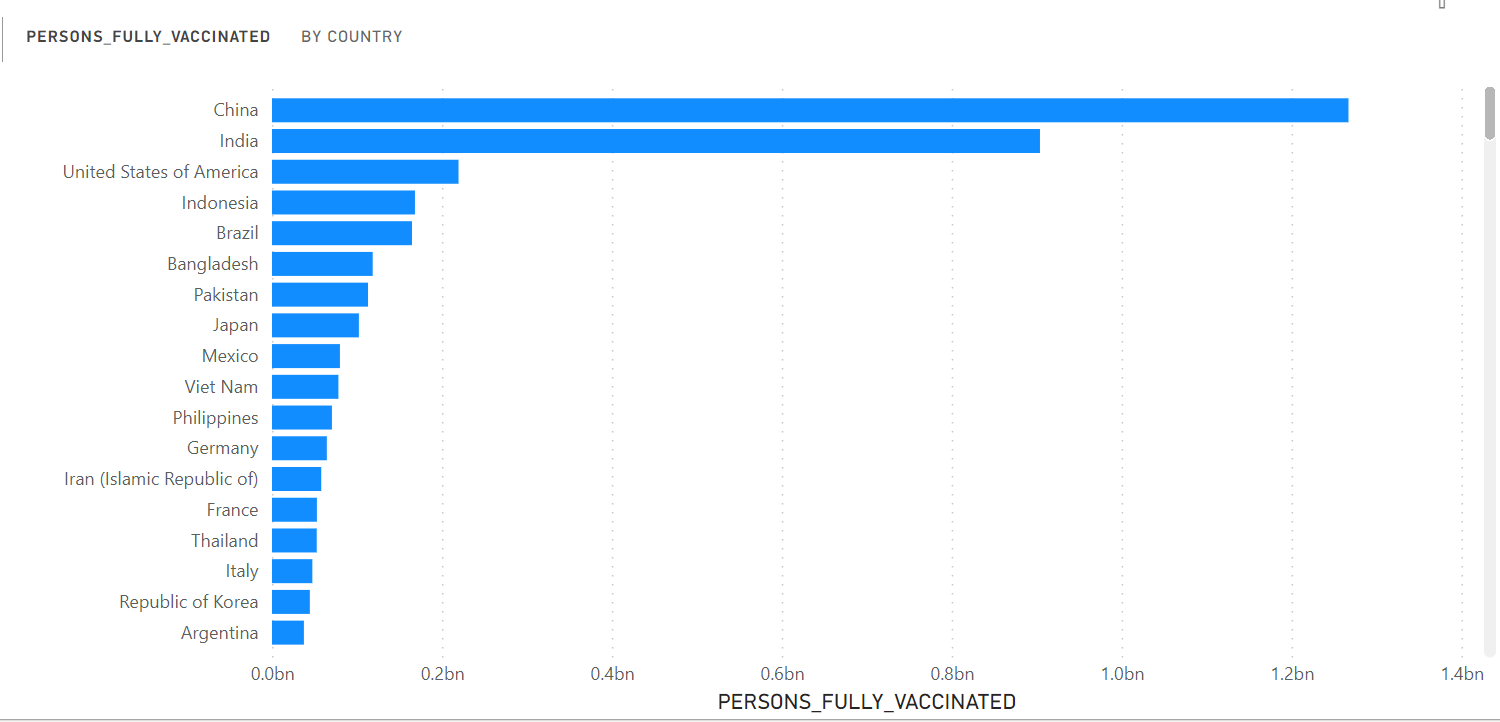 PERSONS_FULLY_VACCINATED BY COUNTRY
China
India
United States of America
Indonesia
Brazil
Bangladesh
Pakistan
Japan
Mexico
Viet Nam
Philippines
Germany
Iran (Islamic Republic of)
France
Thailand
Italy
Republic of Korea
Argentina
0.0bn 0.2bn 0.4bn 0.6bn 0.8bn 1.0bn 1.2bn 1.4bn
PERSONS_FULLY_VACCINATED